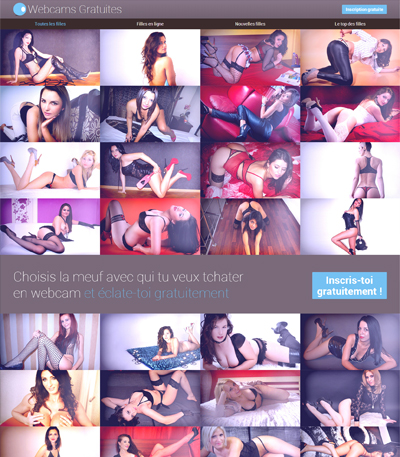 Webcams Gratuites
Inscription gratuite
Toutes les filles
Filles en ligne
Nouvelles filles
Le top des filles
Choisis la meuf avec qui tu veux tchater
en webcam et éclate-toi gratuitement
Inscris-toi
gratuitement !